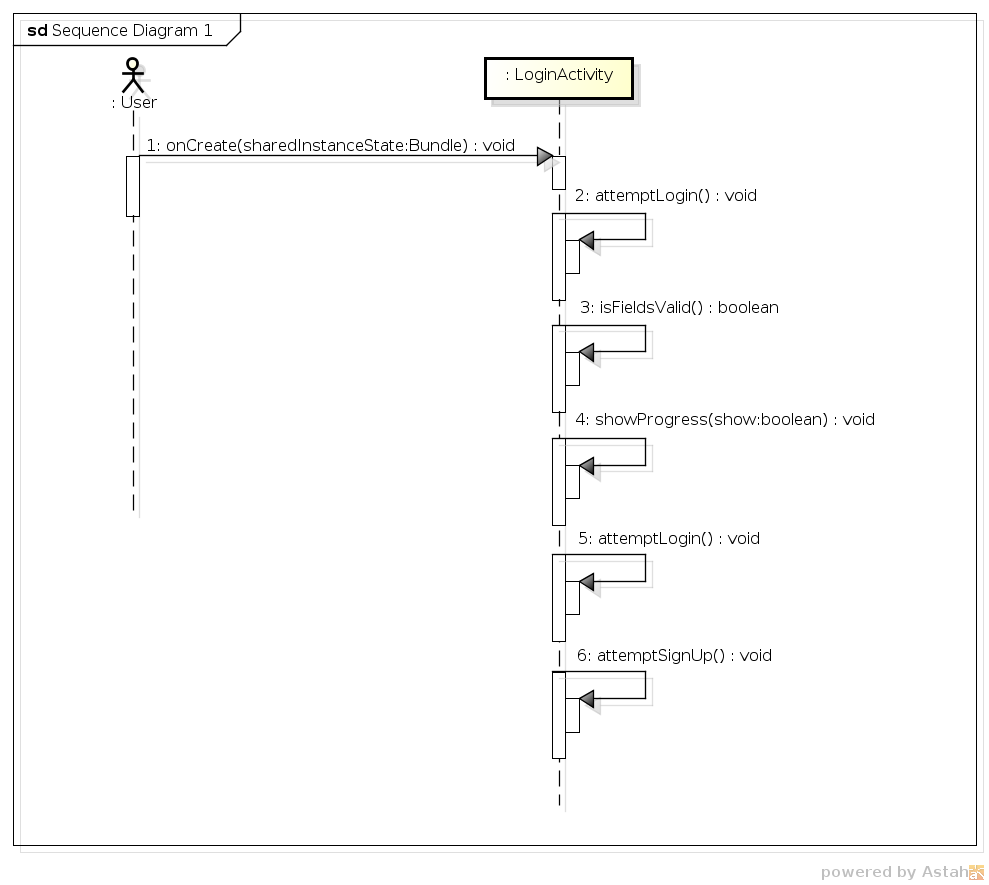 sd Sequence Diagram 1
: User
: LoginActivity
1: onCreate(sharedInstanceState:Bundle) : void
2: attemptLogin() : void
3: isFieldsValid() : boolean
4: showProgress(show:boolean) : void
5: attemptLogin() : void
6: attemptSignUp() : void
powered by Astah